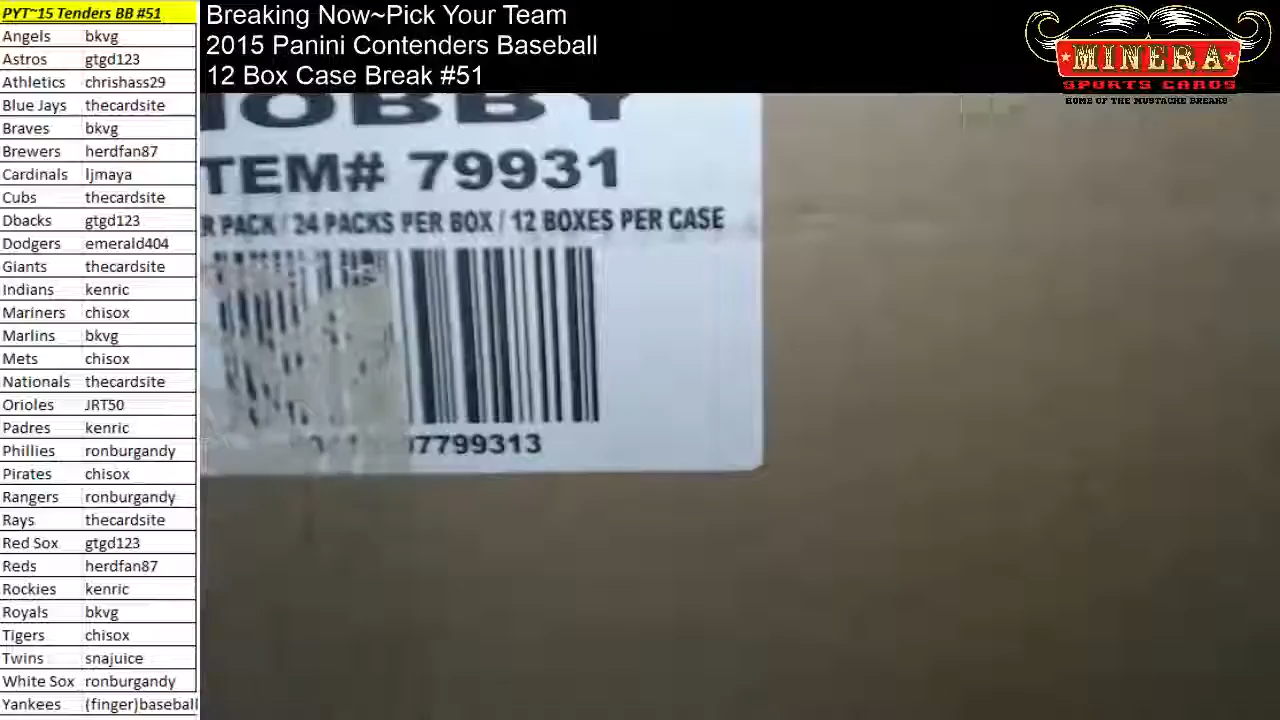 PYT~15 Tenders BB #51
Angels bkvg
Astros gtgd123
Athletics chrishass29
Blue Jays thecardsite
Braves bkvg
Brewers herdfan87
Cardinals ljmaya
Cubs thecardsite
Dbacks gtgd123
Dodgers emerald404
Giants thecardsite
Indians kenric
Mariners chisox
Marlins bkvg
Mets chisox
Nationals thecardsite
Orioles JRT50
Padres kenric
Phillies ronburgandy
Pirates chisox
Rangers ronburgandy
Rays thecardsite
Red Sox gtgd123
Reds herdfan87
Rockies kenric
Royals bkvg
Tigers chisox
Twins snajuice
White Sox ronburgandy
Yankees (finger)baseball
Breaking Now~Pick Your Team
2015 Panini Contenders Baseball
12 Box Case Break #51
MINERA
SPORTS CARDS
HOME OF THE MUSTACHE BREAKS
HOBBY
ITEM# 79931
R PACK / 24 PACKS PER BOX / 12 BOXES PER CASE
7799313